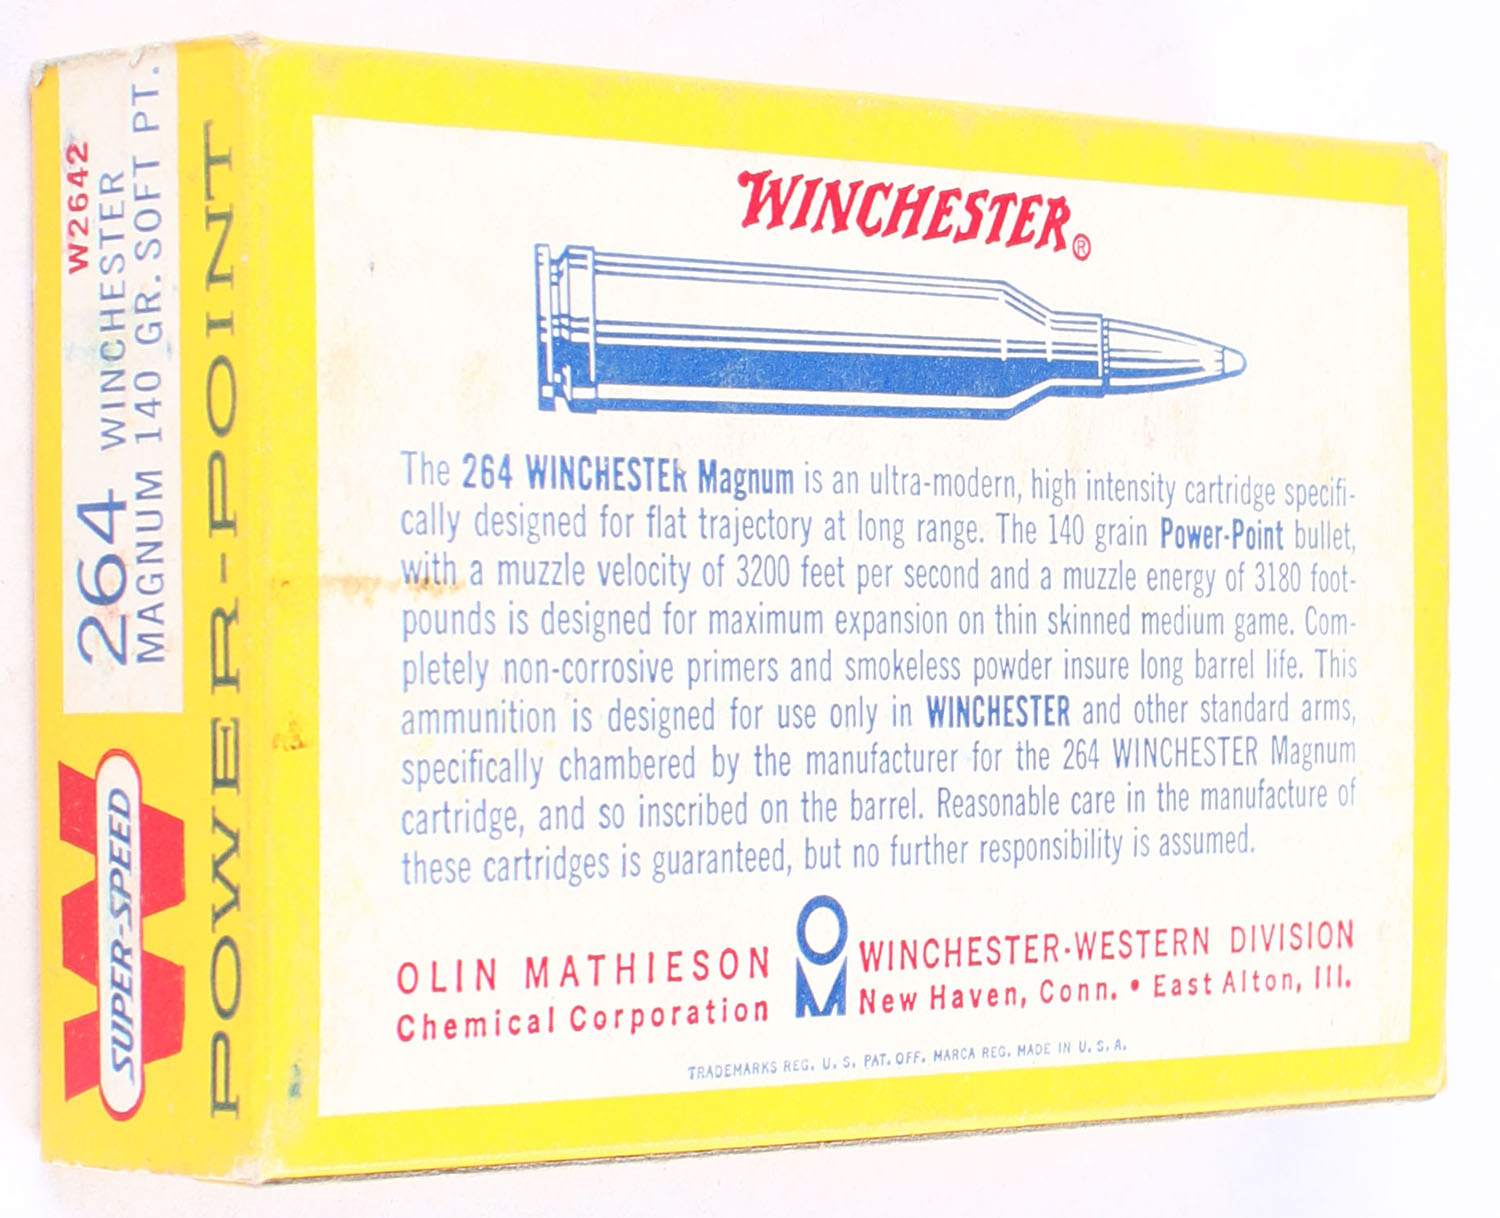 W2642
264 WINCHESTER
MAGNUM 140 GR. SOFT PT.
W
SUPER-SPEED
POWER-POINT
WINCHESTER®
The 264 WINCHESTER Magnum is an ultra-modern, high intensity cartridge specifi-
cally designed for flat trajectory at long range. The 140 grain Power-Point bullet,
with a muzzle velocity of 3200 feet per second and a muzzle energy of 3180 foot-
pounds is designed for maximum expansion on thin skinned medium game. Com-
pletely non-corrosive primers and smokeless powder insure long barrel life. This
ammunition is designed for use only in WINCHESTER and other standard arms,
specifically chambered by the manufacturer for the 264 WINCHESTER Magnum
cartridge, and so inscribed on the barrel. Reasonable care in the manufacture of
these cartridges is guaranteed, but no further responsibility is assumed.
OLIN MATHIESON
Chemical Corporation
OM
WINCHESTER-WESTERN DIVISION
New Haven, Conn. • East Alton, Ill.
TRADEMARKS REG. U. S. PAT. OFF. MARCA REG. MADE IN U. S. A.